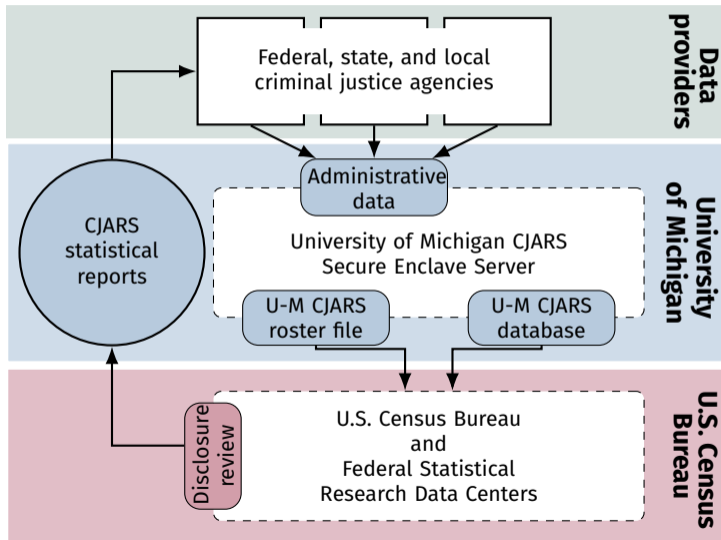 Federal, state, and local
criminal justice agencies
Data
providers
Administrative
data
CJARS
statistical
reports
University of Michigan CJARS
Secure Enclave Server
U-M CJARS
roster file
U-M CJARS
database
University
of Michigan
Disclosure
review
U.S. Census Bureau
and
Federal Statistical
Research Data Centers
U.S. Census
Bureau